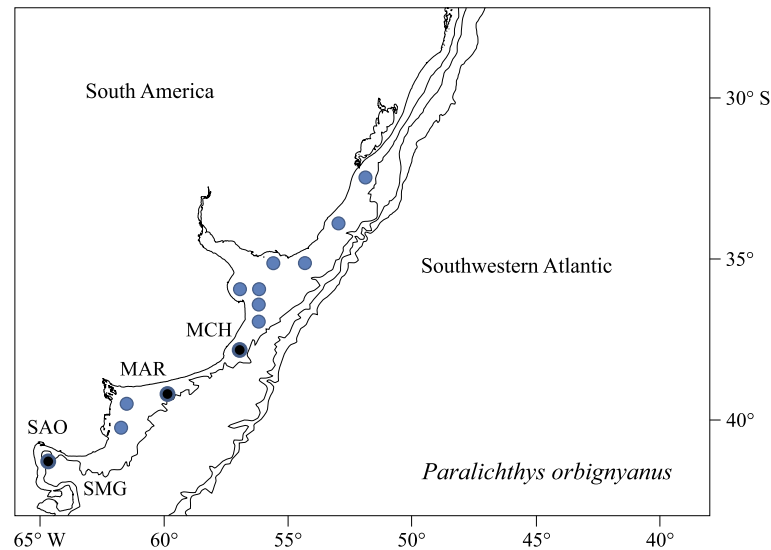 South America
30° S
35°
Southwestern Atlantic
MCH
MAR
40°
SAO
Paralichthys orbignyanus
SMG
65° W
60°
55°
50°
45°
40°